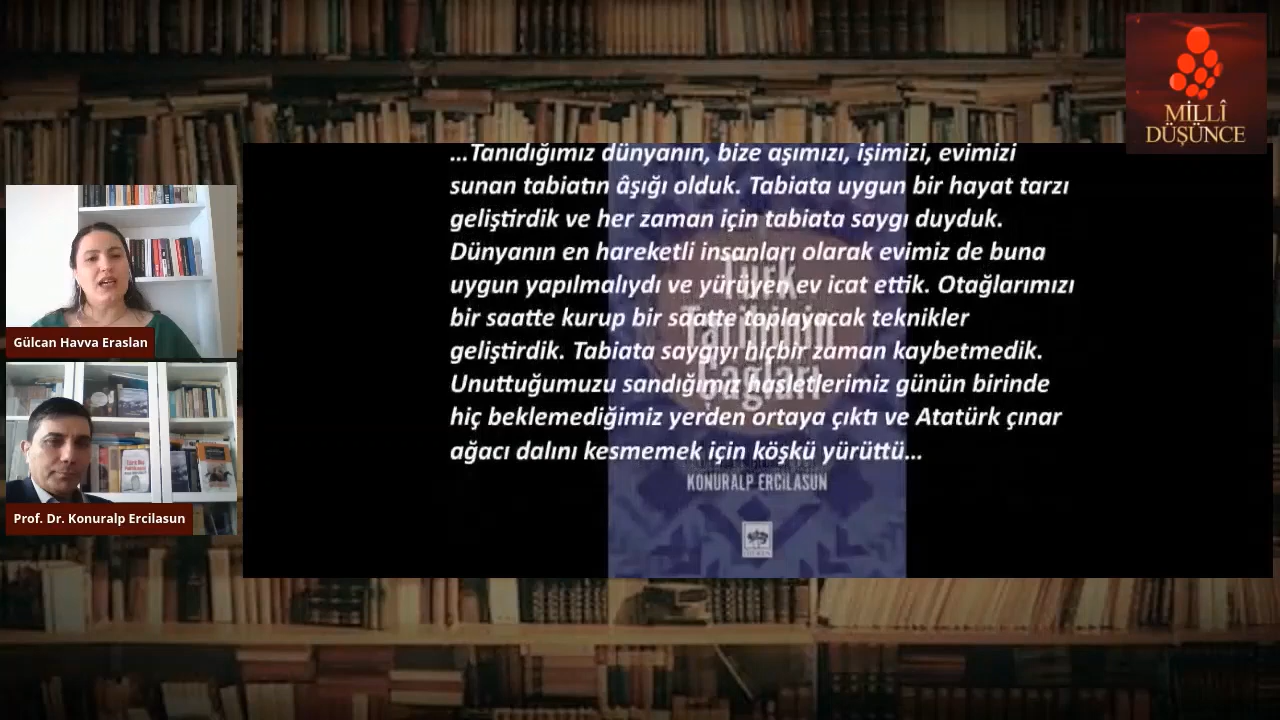 MİLLÎ
DÜŞÜNCE
...Tanıdığımız dünyanın, bize aşımızı, işimizi, evimizi
sunan tabiatın âşığı olduk. Tabiata uygun bir hayat tarzı
geliştirdik ve her zaman için tabiata saygı duyduk.
Dünyanın en hareketli insanları olarak evimiz de buna
uygun yapılmalıydı ve yürüyen ev icat ettik. Otağlarımızı
bir saatte kurup bir saatte toplayacak teknikler
geliştirdik. Tabiata saygıyı hiçbir zaman kaybetmedik.
Unuttuğumuzu sandığımız hasletlerimiz günün birinde
hiç beklemediğimiz yerden ortaya çıktı ve Atatürk çınar
ağacı dalını kesmemek için köşkü yürüttü...
Türk
Tarihinin
Çağları
KONURALP ERCİLASUN
Gülcan Havva Eraslan
Prof. Dr. Konuralp Ercilasun